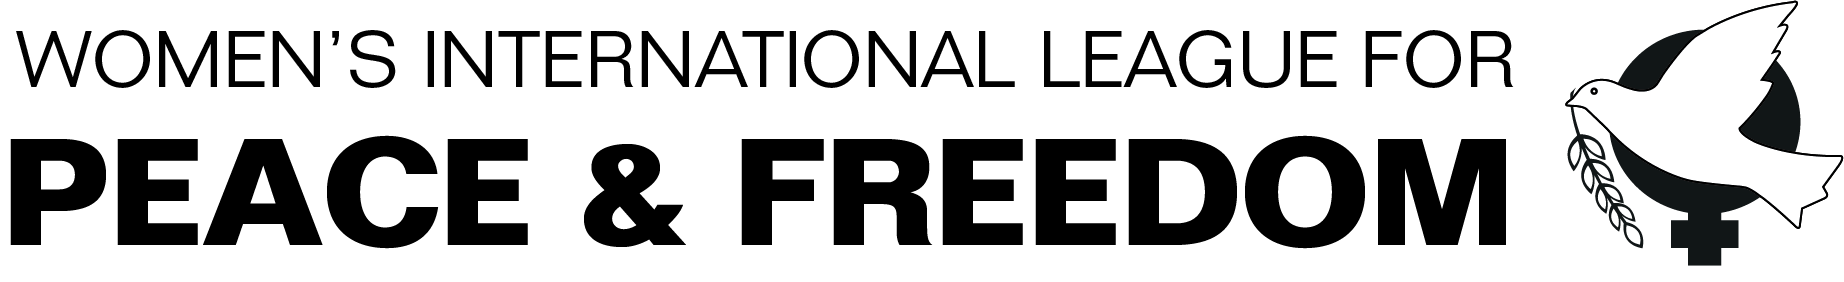 WOMEN’S INTERNATIONAL LEAGUE FOR
PEACE & FREEDOM